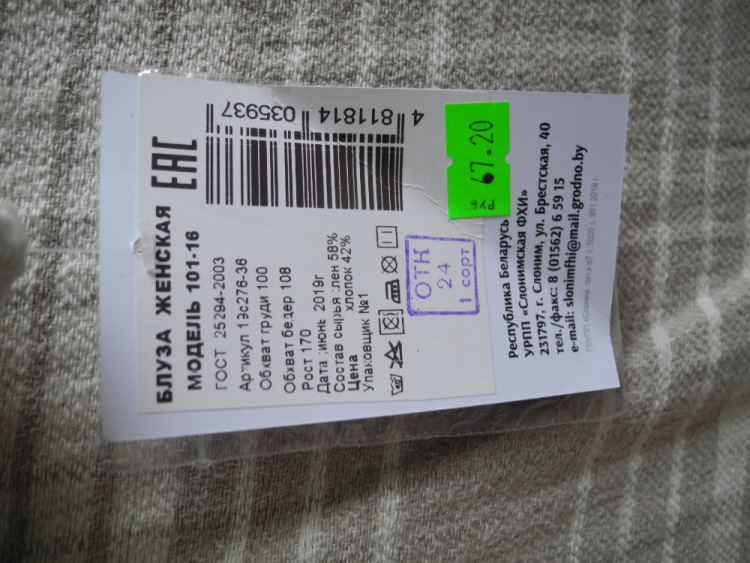 БЛУЗА ЖЕНСКАЯ
МОДЕЛЬ 101-16
EAC
ГОСТ 25294-2003
Артикул 19с276-36
Обхват груди 100
Обхват бедер 108
Рост 170
Дата :июнь 2019г
Состав сырья :лен 58%
хлопок 42%
Цена
Упаковщик №1
4 811814 035937
ОТК
24
1 сорт
РУБ 67.20
Республика Беларусь
УРПП «Слонимская ФХИ»
231797, г. Слоним, ул. Брестская, 40
тел./факс: 8 (01562) 6 59 15
e-mail: slonimfhi@mail.grodno.by